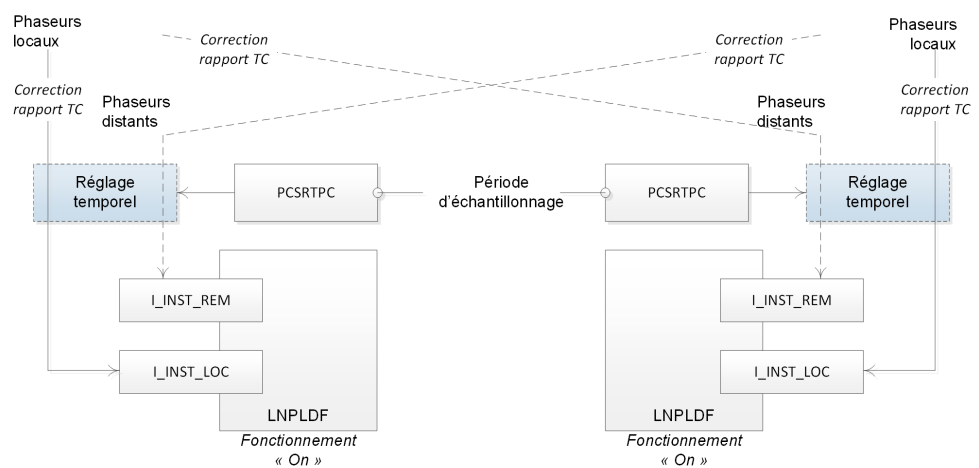 Phaseurs
locaux
Correction
rapport TC
Correction
rapport TC
Phaseurs
locaux
Correction
rapport TC
Phaseurs
distants
Phaseurs
distants
Correction
rapport TC
Réglage
temporel
PCSRTPC
Période
d'échantillonnage
PCSRTPC
Réglage
temporel
I_INST_REM
I_INST_REM
I_INST_LOC
I_INST_LOC
LNPLDF
LNPLDF
Fonctionnement
« On »
Fonctionnement
« On »